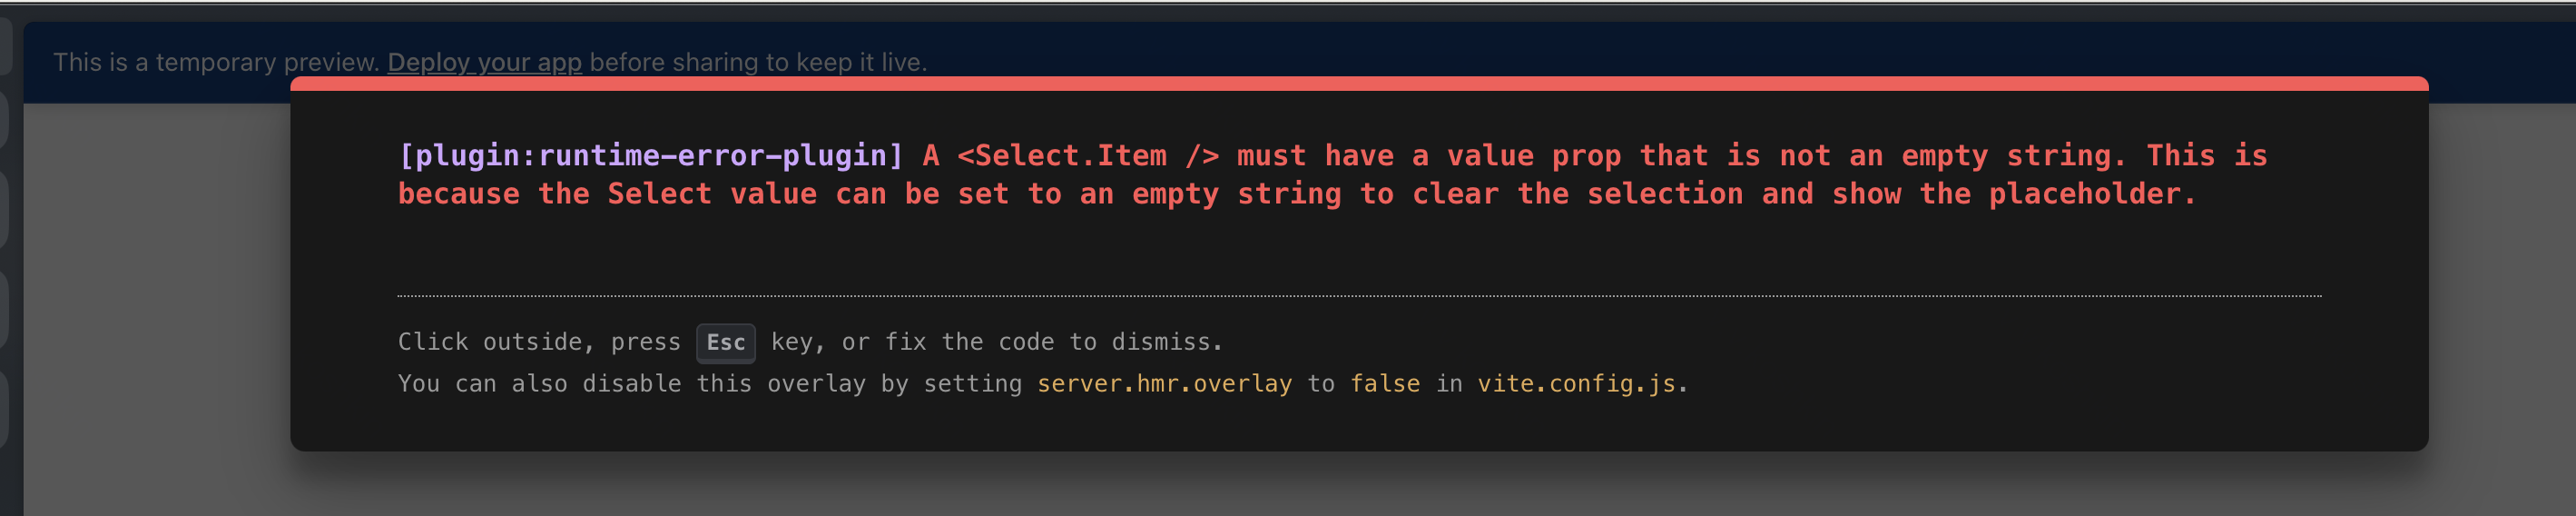 This is a temporary preview. Deploy your app before sharing to keep it live.
[plugin:runtime-error-plugin] A <Select.Item /> must have a value prop that is not an empty string. This is
because the Select value can be set to an empty string to clear the selection and show the placeholder.
Click outside, press Esc key, or fix the code to dismiss.
You can also disable this overlay by setting server.hmr.overlay to false in vite.config.js.